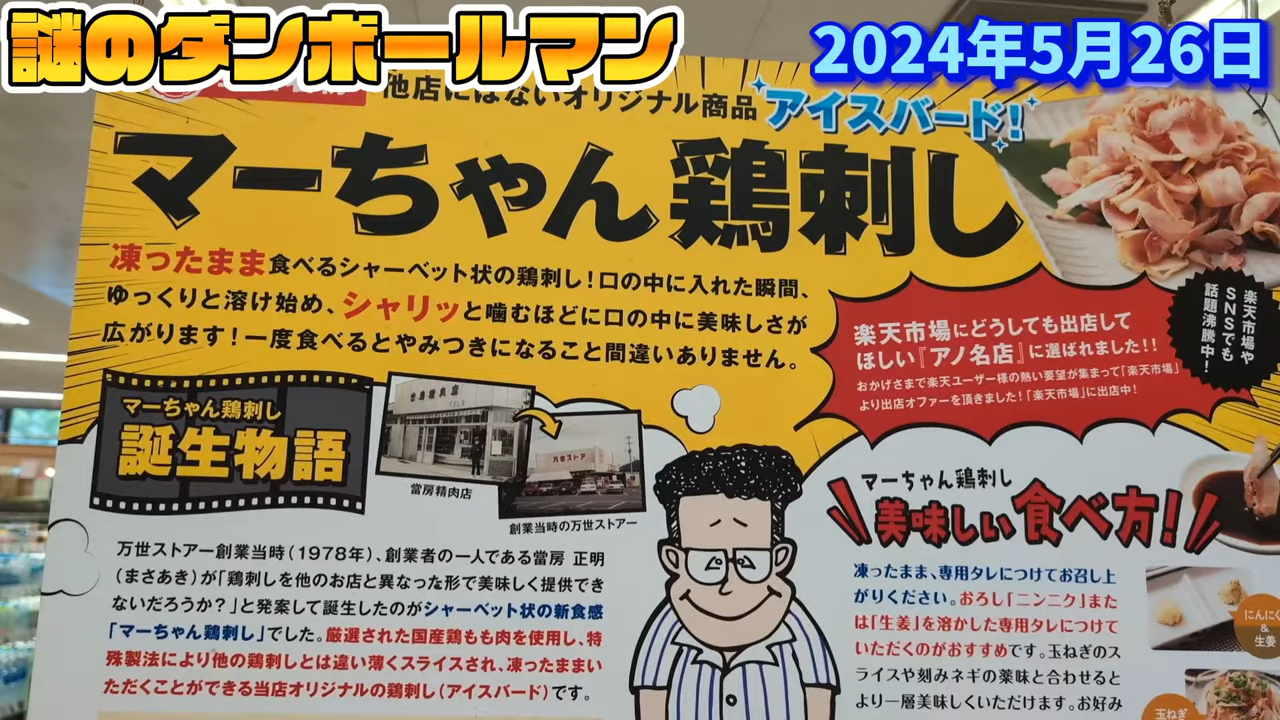 謎のダンボールマン
2024年5月26日
他店にはないオリジナル商品
アイスバード!
マーちゃん鶏刺し
凍ったまま食べるシャーベット状の鶏刺し!口の中に入れた瞬間、
ゆっくりと溶け始め、シャリッと噛むほどに口の中に美味しさが
広がります!一度食べるとやみつきになること間違いありません。
楽天市場にどうしても出店して
ほしい『アノ名店』に選ばれました!!
おかげさまで楽天ユーザー様の熱い要望が集まって「楽天市場」
より出店オファーを頂きました!「楽天市場」に出店中!
楽天市場や
SNSでも
話題沸騰中!
マーちゃん鶏刺し
誕生物語
當房精肉店
万世ストアー
創業当時の万世ストアー
万世ストアー創業当時(1978年)、創業者の一人である當房 正明
(まさあき)が「鶏刺しを他のお店と異なった形で美味しく提供でき
ないだろうか?」と発案して誕生したのがシャーベット状の新食感
「マーちゃん鶏刺し」でした。厳選された国産鶏もも肉を使用し、特
殊製法により他の鶏刺しとは違い薄くスライスされ、凍ったままい
ただくことができる当店オリジナルの鶏刺し(アイスバード)です。
マーちゃん鶏刺し
美味しい食べ方!
凍ったまま、専用タレにつけてお召し上
がりください。おろし「ニンニク」また
は「生姜」を溶かした専用タレにつけて
いただくのがおすすめです。玉ねぎのス
ライスや刻みネギの薬味と合わせると
より一層美味しくいただけます。お好み
にんにく
&
生姜
玉ねぎ